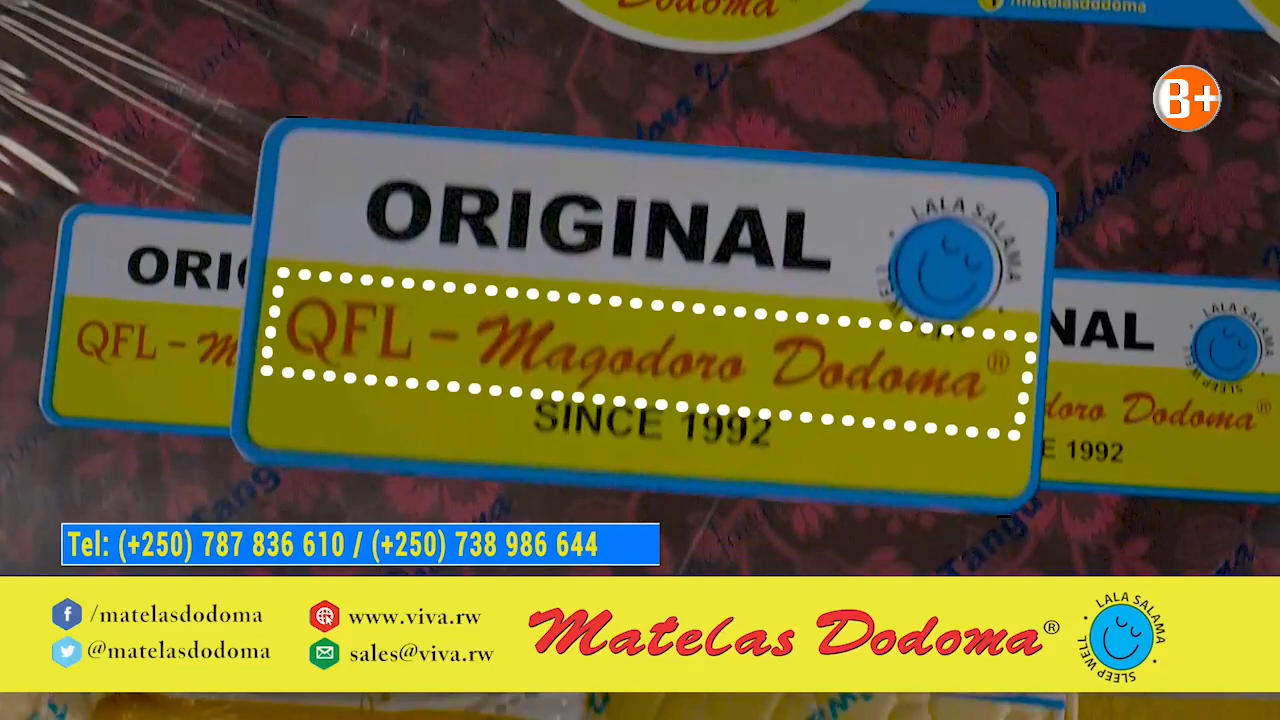 Dodoma
/matelasdodoma
B+
ORIGINAL
LALA SALAMA
SLEEP WELL
QFL - Magodoro Dodoma®
SINCE 1992
ORIG
QFL - M
NAL
LALA SALAMA
SLEEP WELL
doro Dodoma®
E 1992
Tel: (+250) 787 836 610 / (+250) 738 986 644
/matelasdodoma
www.viva.rw
@matelasdodoma
sales@viva.rw
Matelas Dodoma®
LALA SALAMA
SLEEP WELL